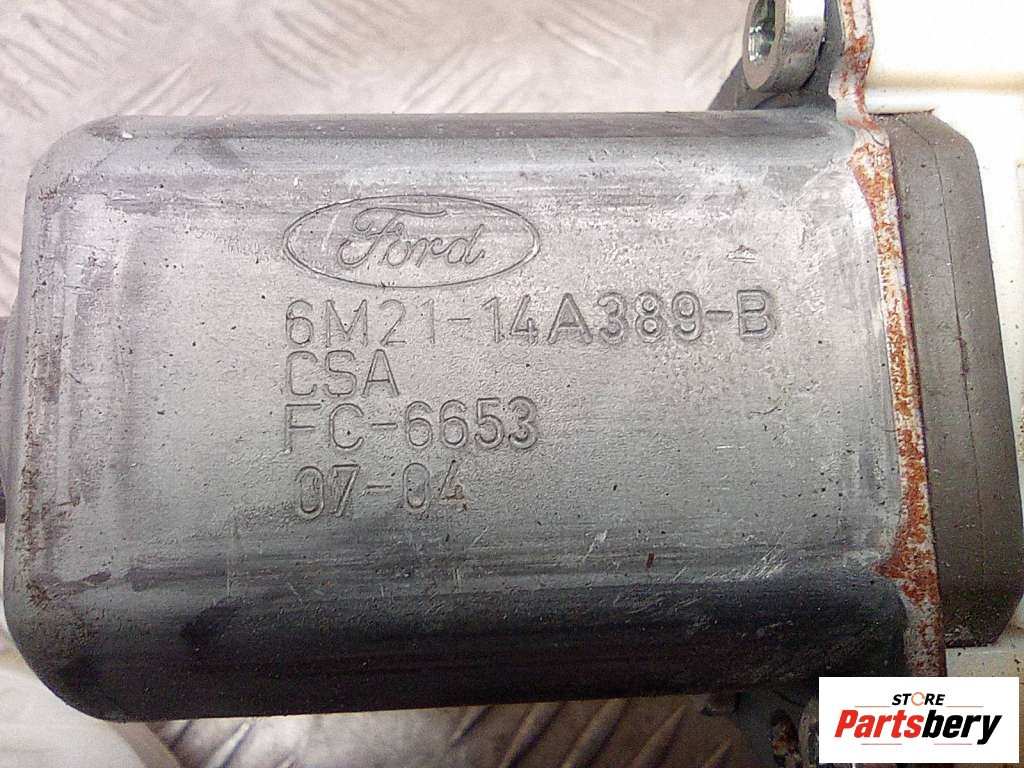 Ford
6M21-14A389-B
CSA
FC-6653
07-04
STORE
Partsbery